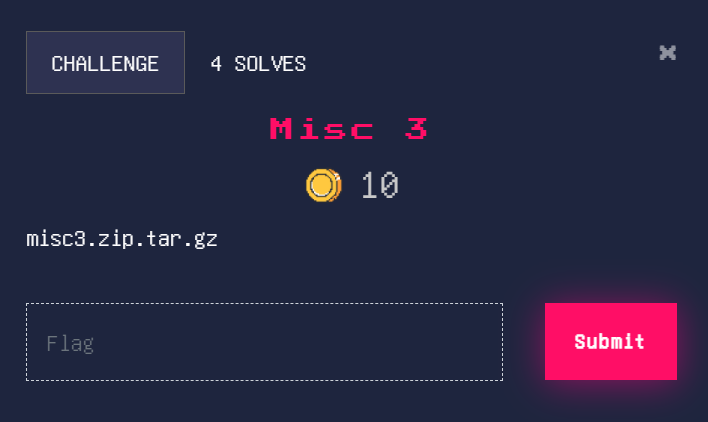 CHALLENGE 4 SOLVES
×
Misc 3
10
misc3.zip.tar.gz
Flag
Submit